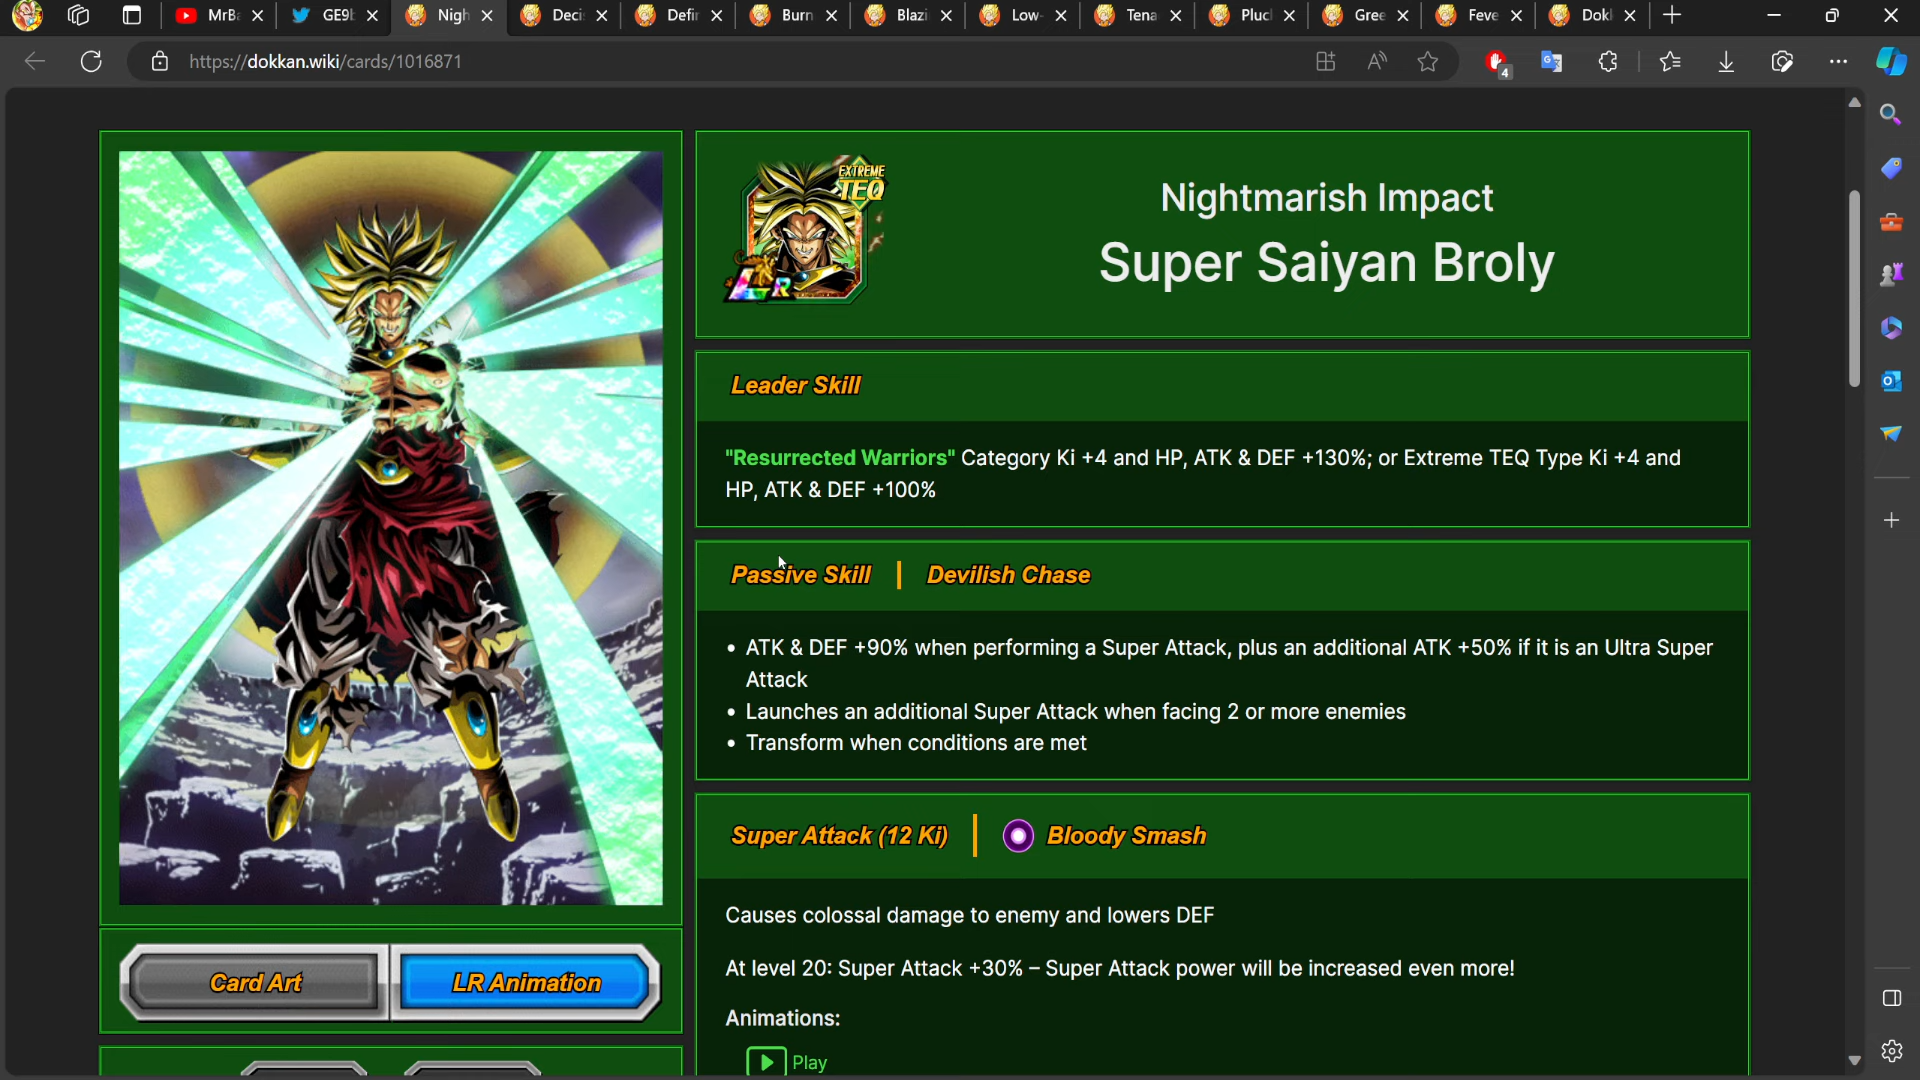 MrBa
GE9
Nigh
Deci
Defin
Burn
Blazi
Low-
Tena
Pluc
Gree
Feve
Dok
https://dokkan.wiki/cards/1016871
4
EXTREME
TEQ
LR
Nightmarish Impact
Super Saiyan Broly
Leader Skill
"Resurrected Warriors" Category Ki +4 and HP, ATK & DEF +130%; or Extreme TEQ Type Ki +4 and
HP, ATK & DEF +100%
Passive Skill | Devilish Chase
• ATK & DEF +90% when performing a Super Attack, plus an additional ATK +50% if it is an Ultra Super
Attack
• Launches an additional Super Attack when facing 2 or more enemies
• Transform when conditions are met
Super Attack (12 Ki) | Bloody Smash
Causes colossal damage to enemy and lowers DEF
At level 20: Super Attack +30% – Super Attack power will be increased even more!
Animations:
Play
Card Art
LR Animation